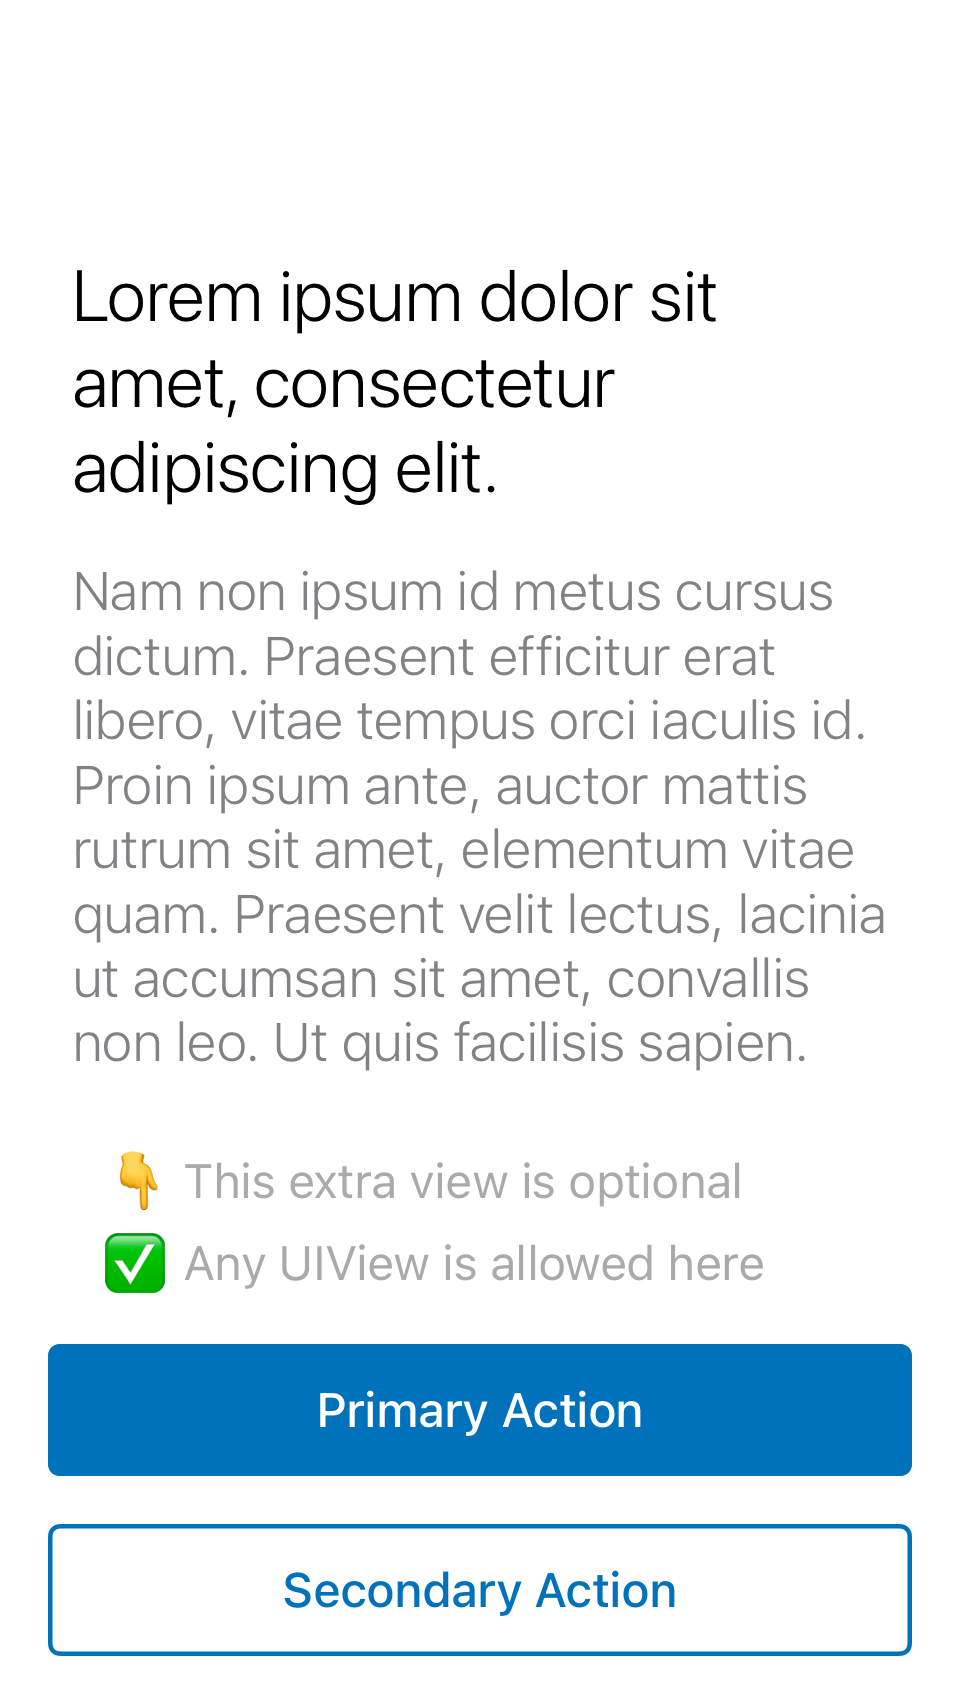 Lorem ipsum dolor sit
amet, consectetur
adipiscing elit.
Nam non ipsum id metus cursus
dictum. Praesent efficitur erat
libero, vitae tempus orci iaculis id.
Proin ipsum ante, auctor mattis
rutrum sit amet, elementum vitae
quam. Praesent velit lectus, lacinia
ut accumsan sit amet, convallis
non leo. Ut quis facilisis sapien.
👇 This extra view is optional
✅ Any UIView is allowed here
Primary Action
Secondary Action